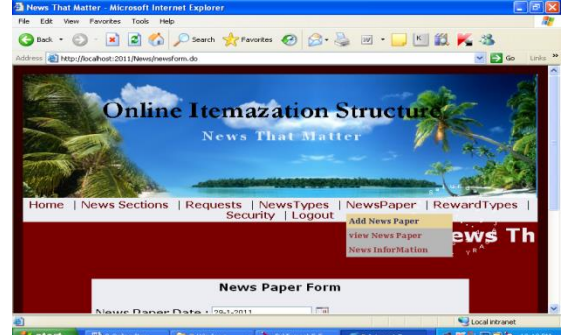 News That Matter - Microsoft Internet Explorer
File Edit View Favorites Tools Help
Back Search Favorites
Address http://localhost:2011/News/newsform.do Go Links
Online Itemazation Structure
News That Matter
Home | News Sections | Requests | NewsTypes | NewsPaper | RewardTypes |
Security | Logout
Add News Paper
view News Paper
News InforMation
ews Th
News Paper Form
News Paper Date : 29-1-2011
Local intranet